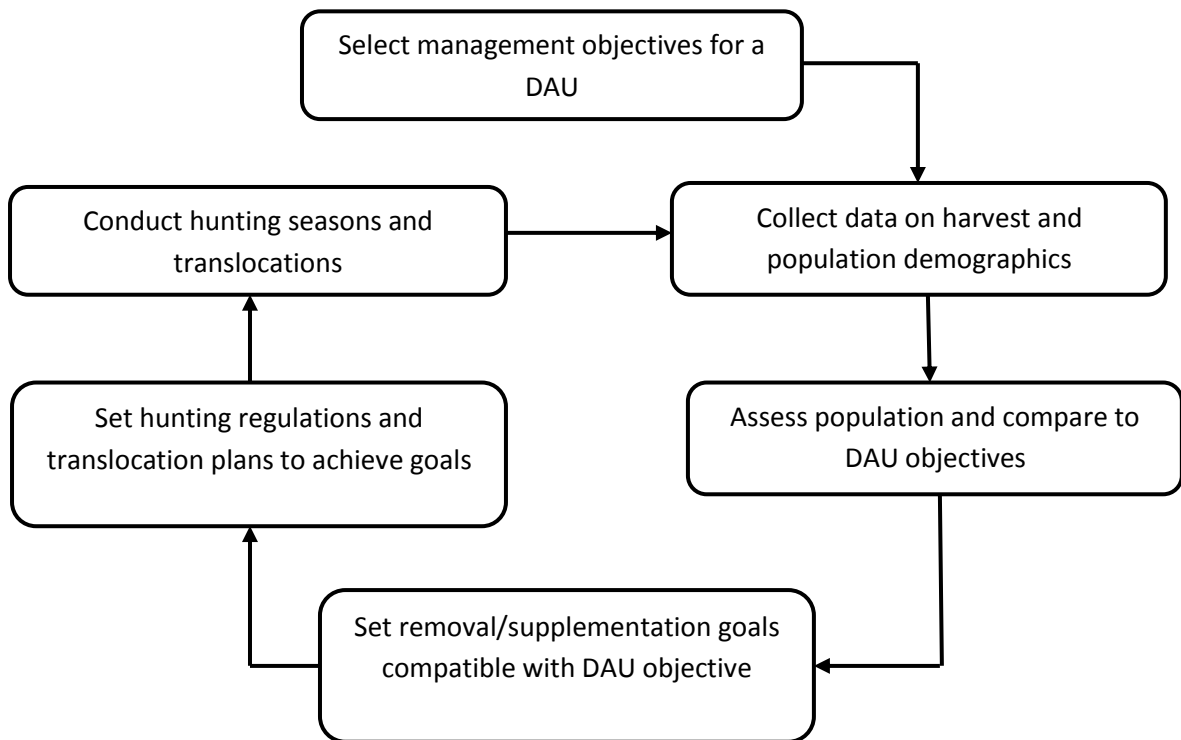 Select management objectives for a
DAU
Conduct hunting seasons and
translocations
Collect data on harvest and
population demographics
Set hunting regulations and
translocation plans to achieve goals
Assess population and compare to
DAU objectives
Set removal/supplementation goals
compatible with DAU objective